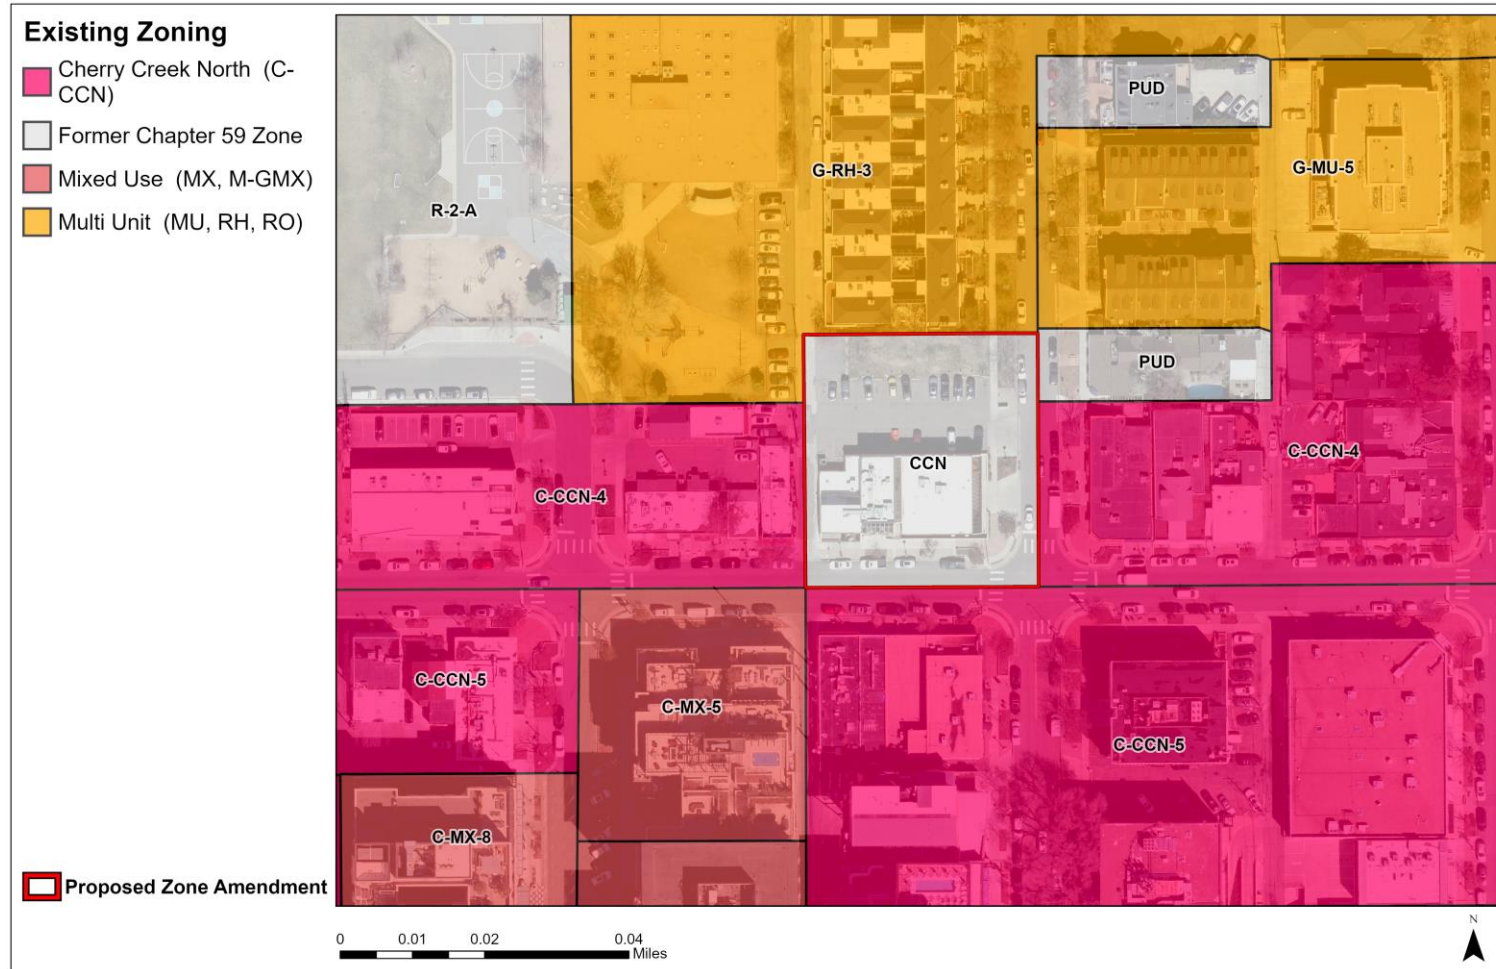 Existing Zoning
Cherry Creek North (C-
CCN)
Former Chapter 59 Zone
Mixed Use (MX, M-GMX)
Multi Unit (MU, RH, RO)
PUD
G-RH-3
G-MU-5
R-2-A
PUD
CCN
C-CCN-4
C-CCN-4
C-CCN-5
C-MX-5
C-CCN-5
C-MX-8
Proposed Zone Amendment
0 0.01 0.02 0.04
Miles
N